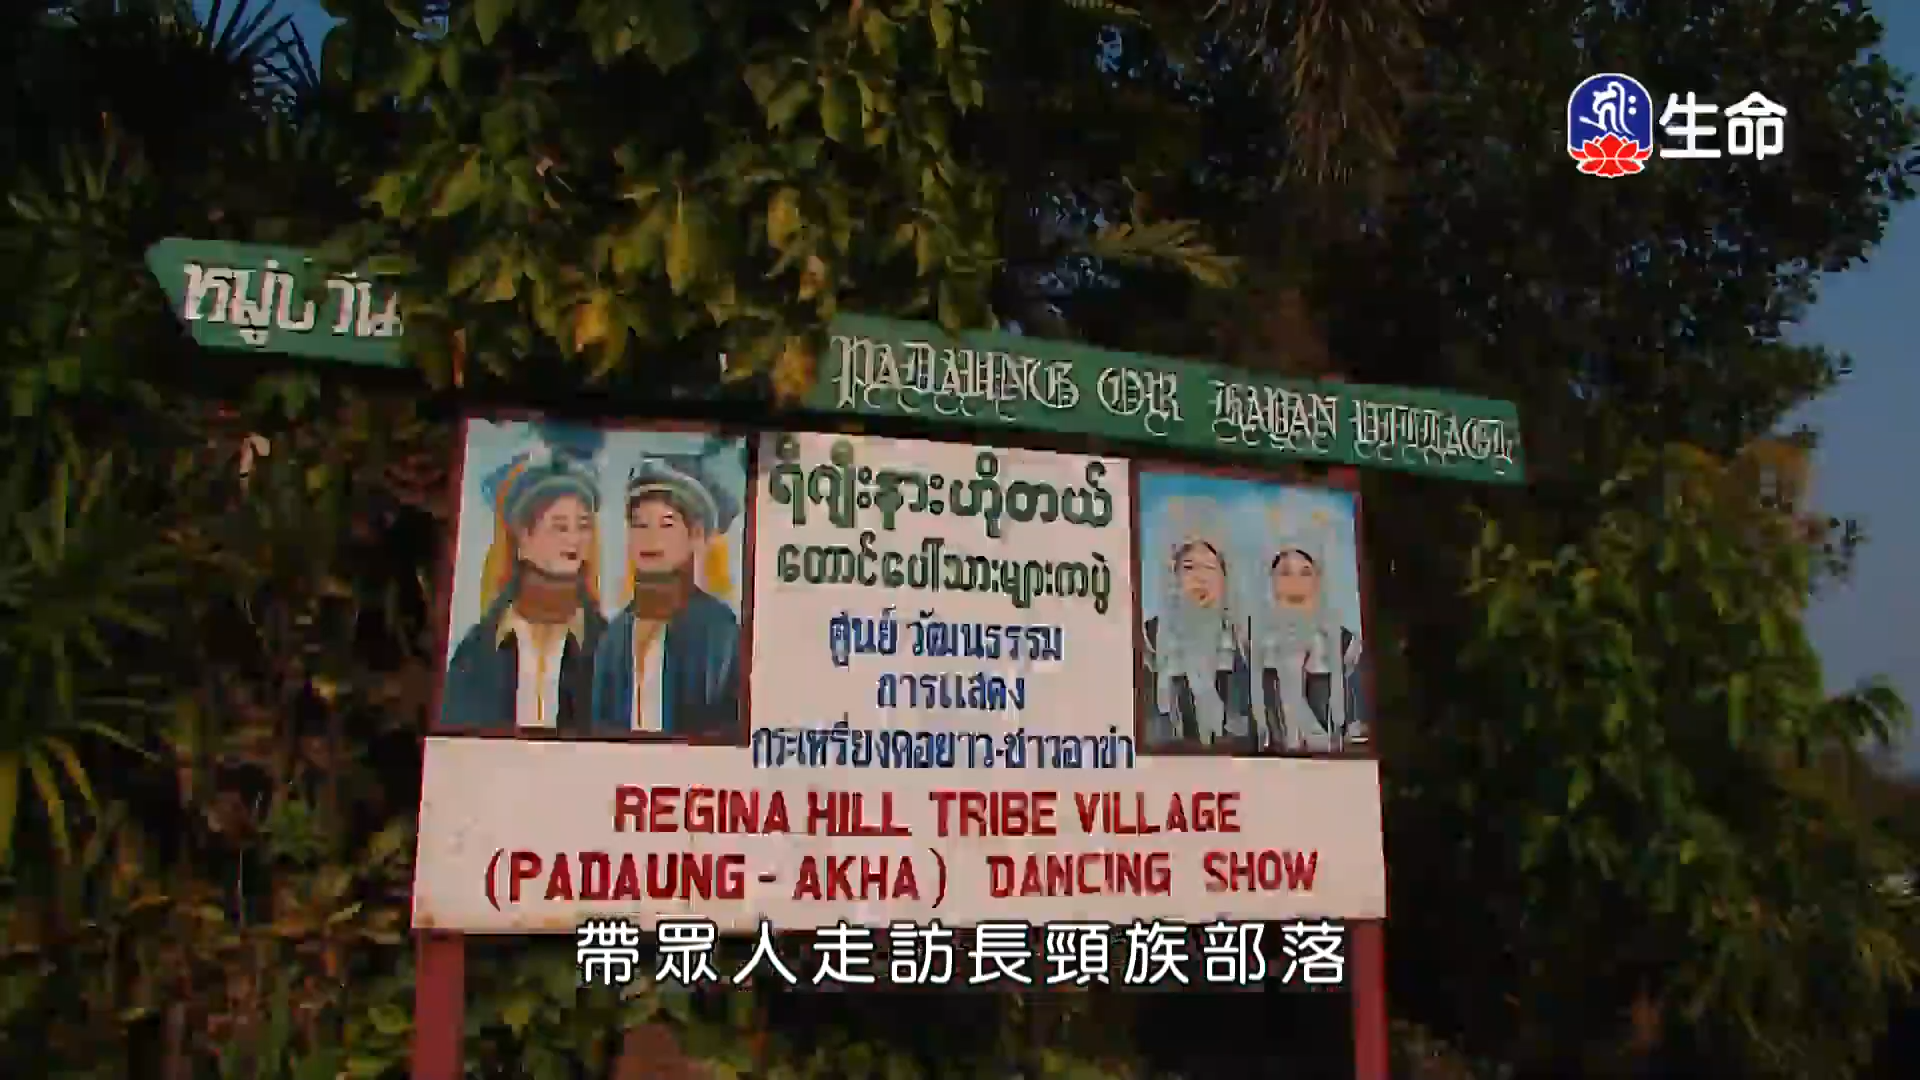 生命
หมู่บ้าน
PADAUNG OR KAYAN VILLAGE
ရီဂျီးနားဟိုတယ်
တောင်ပေါ်သားများကပွဲ
ศูนย์วัฒนธรรม
การแสดง
กระเหรี่ยงคอยาว-ชาวอาข่า
REGINA HILL TRIBE VILLAGE
(PADAUNG - AKHA) DANCING SHOW
帶眾人走訪長頸族部落